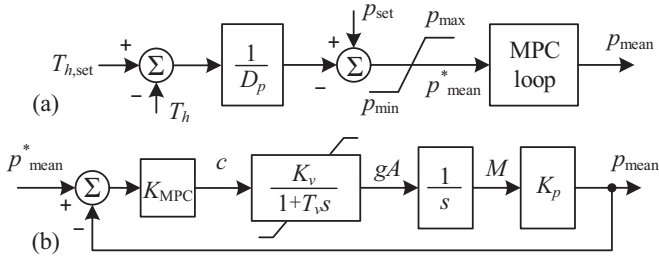 T_{h,set} + Σ − T_h 1/D_p p_set + Σ − p_max p_min p*_mean MPC loop p_mean
(a)
p*_mean + Σ − K_MPC c K_v/(1+T_v s) gA 1/s M K_p p_mean
(b)